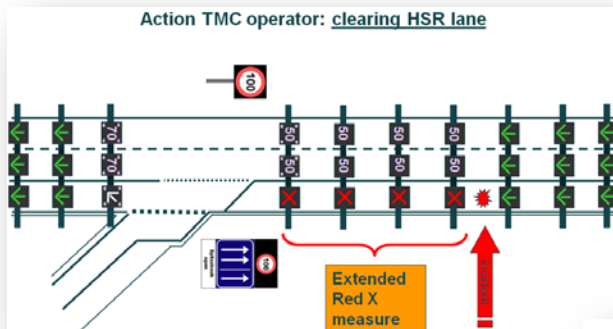 Action TMC operator: clearing HSR lane
100
70 50 50 50 50
70 50 50 50 50
100
Extended
Red X
measure
incident